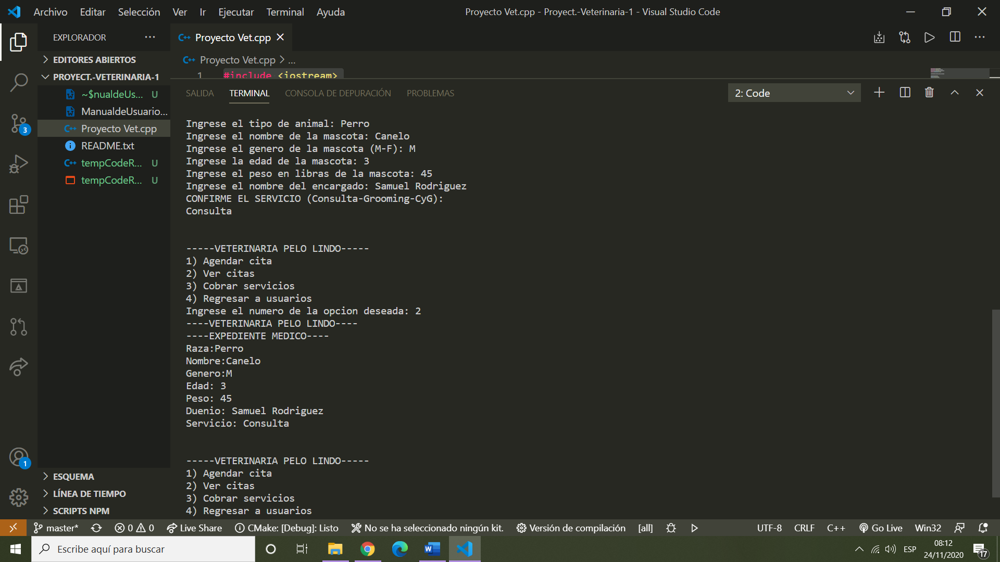 Archivo Editar Selección Ver Ir Ejecutar Terminal Ayuda Proyecto Vet.cpp - Proyect.-Veterinaria-1 - Visual Studio Code
EXPLORADOR
EDITORES ABIERTOS
PROYECT.-VETERINARIA-1
~$nualdeUs... U
ManualdeUsuario...
Proyecto Vet.cpp
README.txt
tempCodeR... U
tempCodeR... U
ESQUEMA
LÍNEA DE TIEMPO
SCRIPTS NPM
3
1
Proyecto Vet.cpp
Proyecto Vet.cpp > ...
1 #include <iostream>
SALIDA TERMINAL CONSOLA DE DEPURACIÓN PROBLEMAS 2: Code
Ingrese el tipo de animal: Perro
Ingrese el nombre de la mascota: Canelo
Ingrese el genero de la mascota (M-F): M
Ingrese la edad de la mascota: 3
Ingrese el peso en libras de la mascota: 45
Ingrese el nombre del encargado: Samuel Rodriguez
CONFIRME EL SERVICIO (Consulta-Grooming-CyG):
Consulta
-----VETERINARIA PELO LINDO-----
1) Agendar cita
2) Ver citas
3) Cobrar servicios
4) Regresar a usuarios
Ingrese el numero de la opcion deseada: 2
----VETERINARIA PELO LINDO----
----EXPEDIENTE MEDICO----
Raza:Perro
Nombre:Canelo
Genero:M
Edad: 3
Peso: 45
Duenio: Samuel Rodriguez
Servicio: Consulta
-----VETERINARIA PELO LINDO-----
1) Agendar cita
2) Ver citas
3) Cobrar servicios
4) Regresar a usuarios
master* 0 0 Live Share CMake: [Debug]: Listo No se ha seleccionado ningún kit. Versión de compilación [all] UTF-8 CRLF C++ Go Live Win32
Escribe aquí para buscar
ESP
08:12
24/11/2020
17